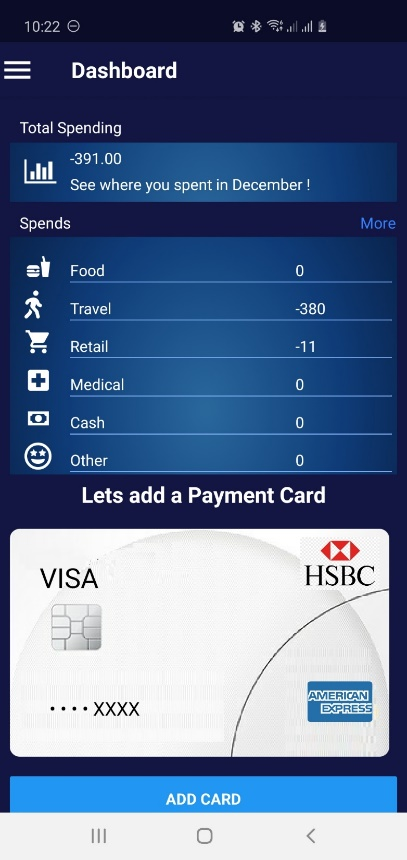 10:22
Dashboard
Total Spending
-391.00
See where you spent in December !
Spends More
Food 0
Travel -380
Retail -11
Medical 0
Cash 0
Other 0
Lets add a Payment Card
VISA
HSBC
•••• XXXX
AMERICAN
EXPRESS
ADD CARD